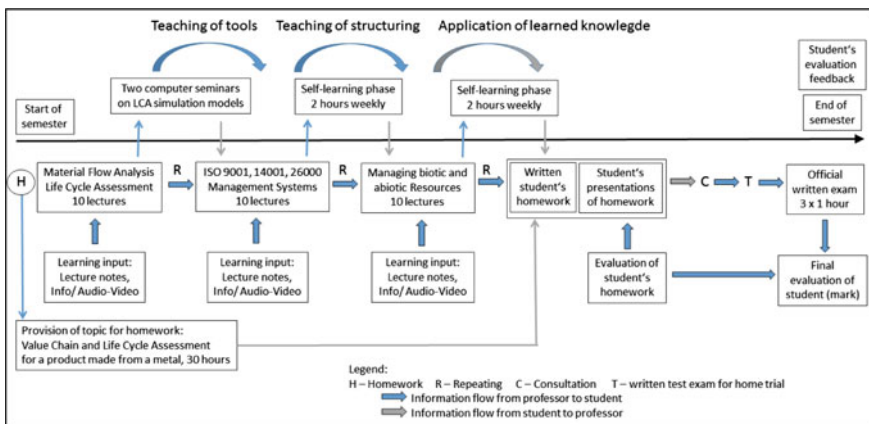 Teaching of tools
Teaching of structuring
Application of learned knowlegde
Two computer seminars
on LCA simulation models
Self-learning phase
2 hours weekly
Self-learning phase
2 hours weekly
Student's
evaluation
feedback
Start of
semester
End of
semester
H
Material Flow Analysis
Life Cycle Assessment
10 lectures
R
ISO 9001, 14001, 26000
Management Systems
10 lectures
R
Managing biotic and
abiotic Resources
10 lectures
R
Written
student's
homework
Student's
presentations
of homework
C
T
Official
written exam
3 x 1 hour
Learning input:
Lecture notes,
Info/Audio-Video
Learning input:
Lecture notes,
Info/Audio-Video
Learning input:
Lecture notes,
Info/Audio-Video
Evaluation
of student's
homework
Final
evaluation of
student (mark)
Provision of topic for homework:
Value Chain and Life Cycle Assessment
for a product made from a metal, 30 hours
Legend:
H – Homework R – Repeating C – Consultation T – written test exam for home trial
Information flow from professor to student
Information flow from student to professor